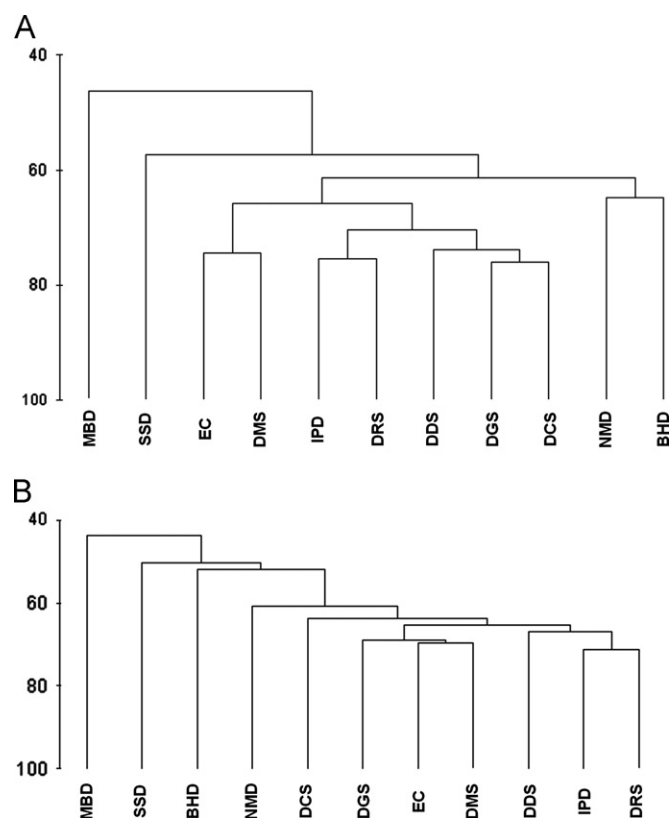 A
40
60
80
100
MBD SSD EC DMS IPD DRS DDS DGS DCS NMD BHD
B
40
60
80
100
MBD SSD BHD NMD DCS DGS EC DMS DDS IPD DRS